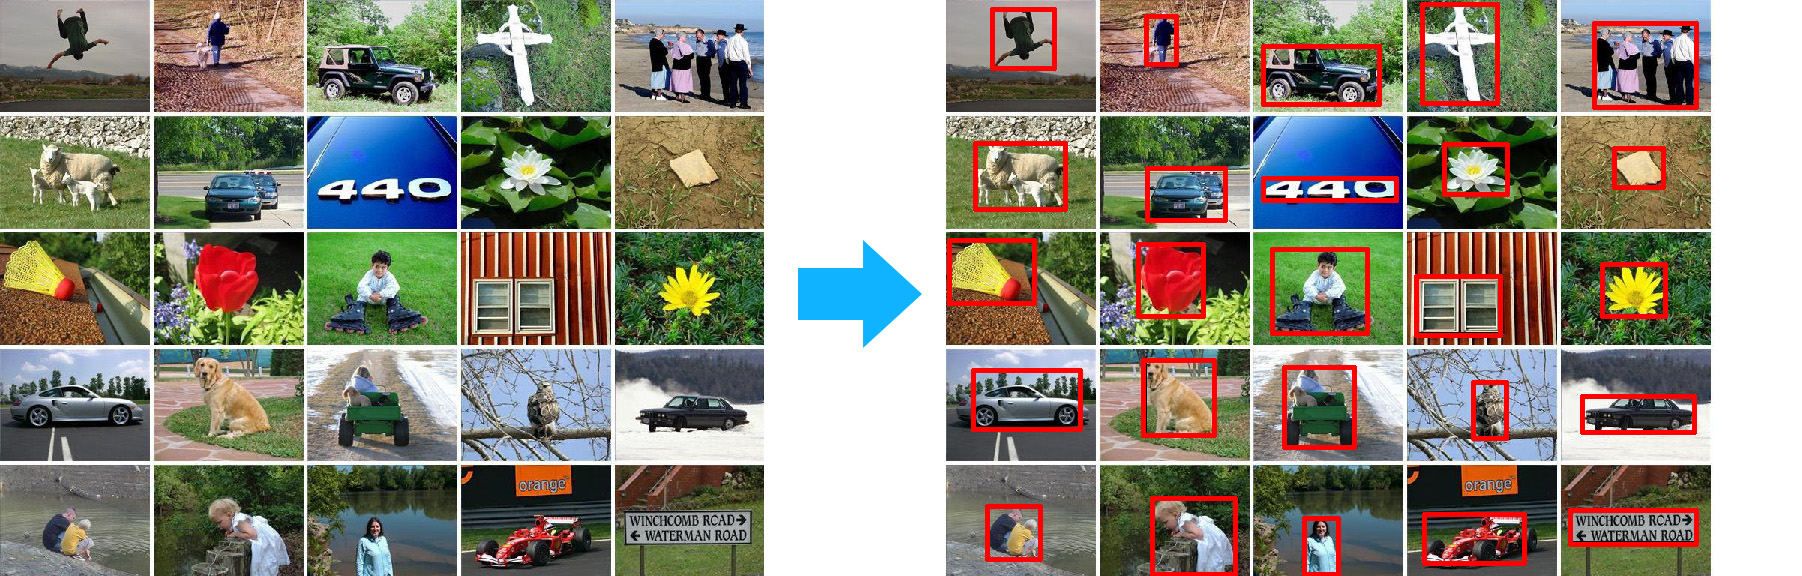 440
440
orange
WINCHCOMB ROAD→
← WATERMAN ROAD
orange
WINCHCOMB ROAD→
← WATERMAN ROAD